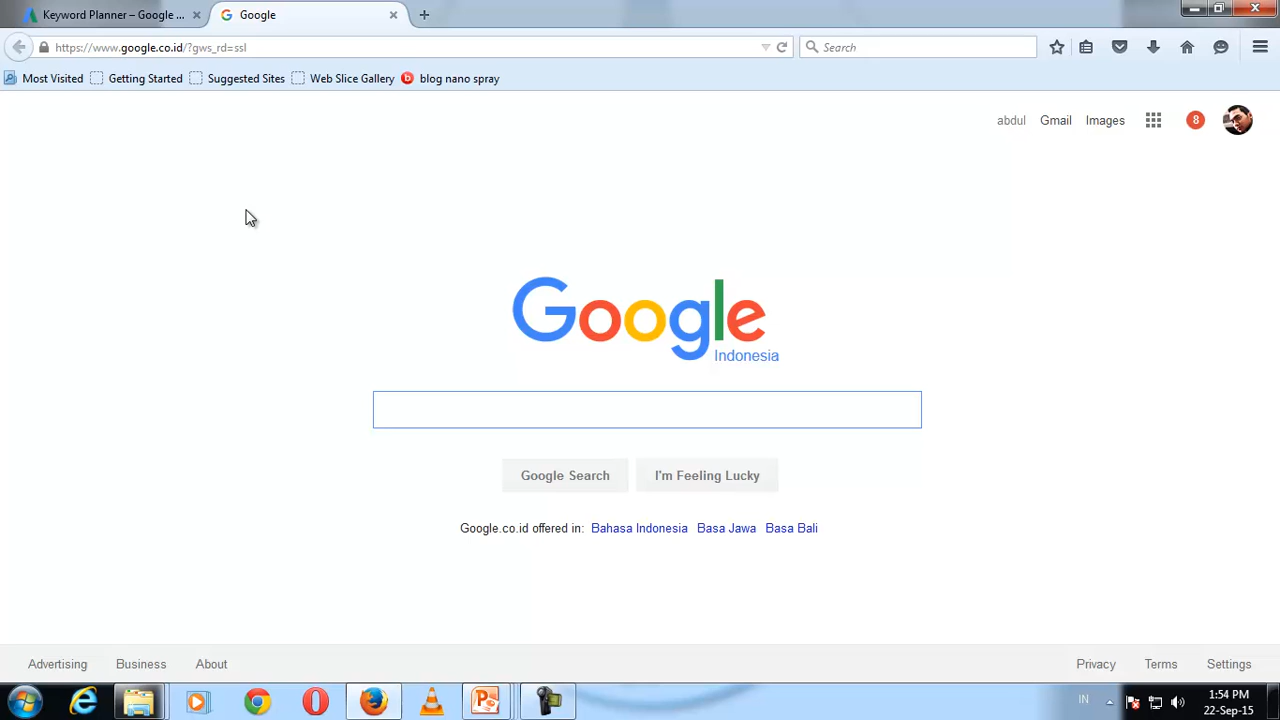 Keyword Planner – Google ...
Google
https://www.google.co.id/?gws_rd=ssl
Search
Most Visited
Getting Started
Suggested Sites
Web Slice Gallery
blog nano spray
abdul
Gmail
Images
8
Google
Indonesia
Google Search
I'm Feeling Lucky
Google.co.id offered in: Bahasa Indonesia Basa Jawa Basa Bali
Advertising
Business
About
Privacy
Terms
Settings
IN
1:54 PM
22-Sep-15